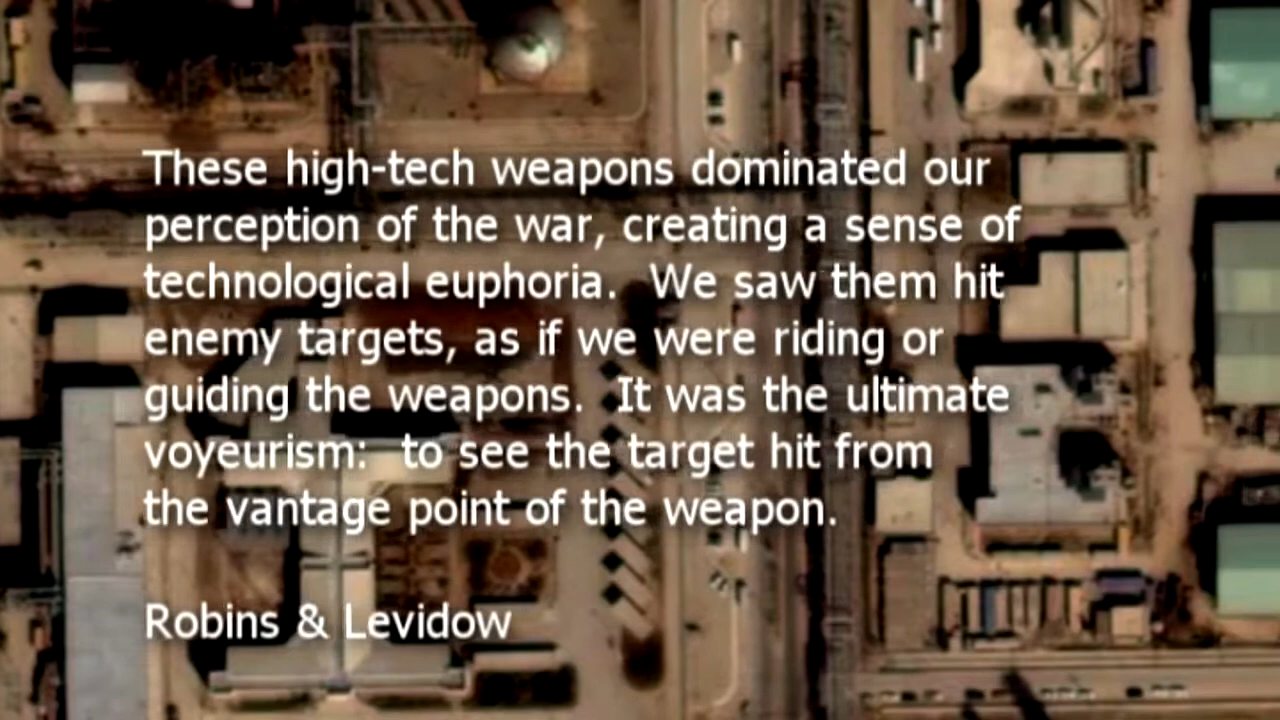 These high-tech weapons dominated our
perception of the war, creating a sense of
technological euphoria.  We saw them hit
enemy targets, as if we were riding or
guiding the weapons.  It was the ultimate
voyeurism:  to see the target hit from
the vantage point of the weapon.
Robins & Levidow